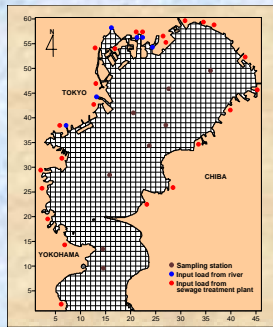 60
55
50
45
40
35
30
25
20
15
10
5
N
TOKYO
CHIBA
YOKOHAMA
Sampling station
Input load from river
Input load from
sewage treatment plant
5 10 15 20 25 30 35 40 45